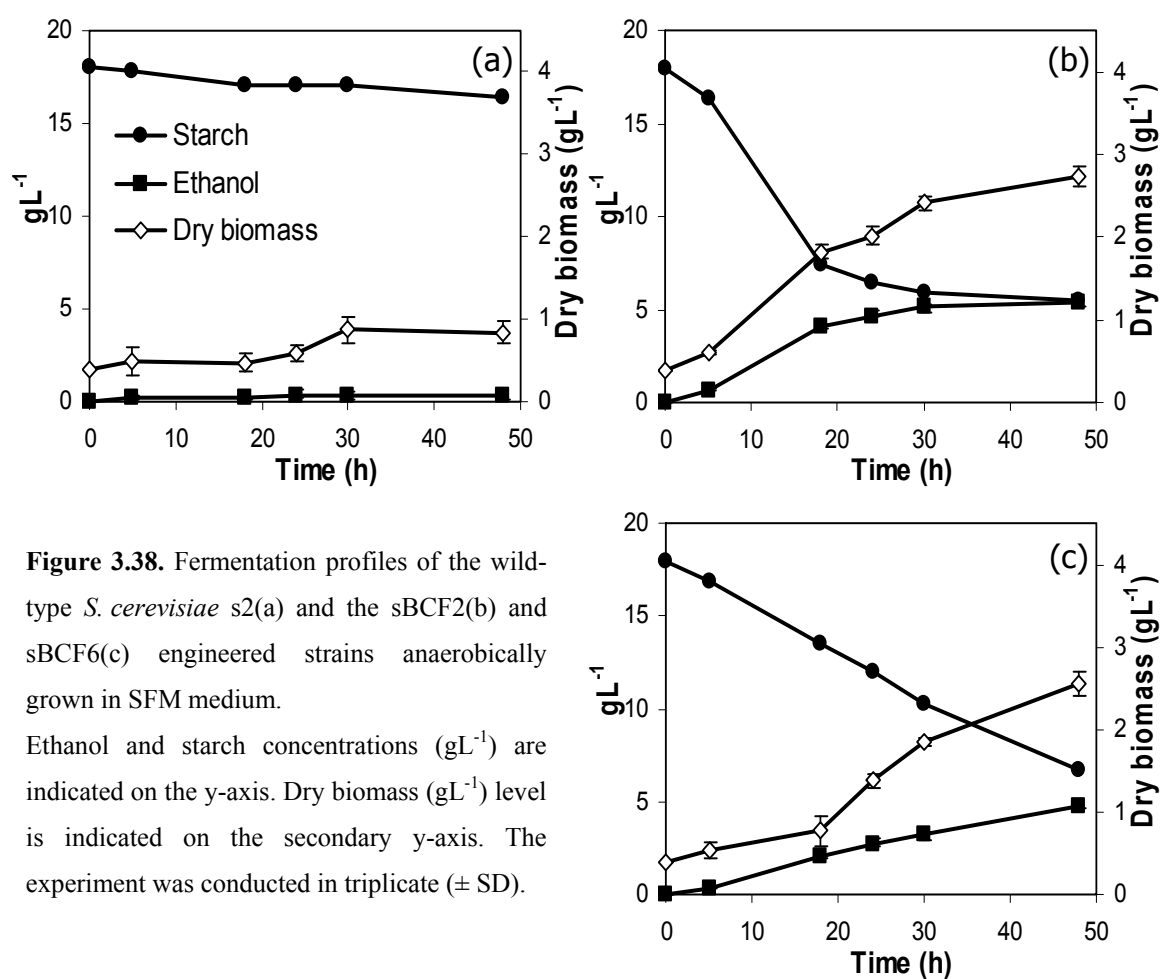 (a)
20
15
10
5
0
gL⁻¹
4
3
2
1
0
Dry biomass (gL⁻¹)
Starch
Ethanol
Dry biomass
0 10 20 30 40 50
Time (h)
(b)
20
15
10
5
0
gL⁻¹
4
3
2
1
0
Dry biomass (gL⁻¹)
0 10 20 30 40 50
Time (h)
Figure 3.38. Fermentation profiles of the wild-
type S. cerevisiae s2(a) and the sBCF2(b) and
sBCF6(c) engineered strains anaerobically
grown in SFM medium.
Ethanol and starch concentrations (gL⁻¹) are
indicated on the y-axis. Dry biomass (gL⁻¹) level
is indicated on the secondary y-axis. The
experiment was conducted in triplicate (± SD).
(c)
20
15
10
5
0
gL⁻¹
4
3
2
1
0
Dry biomass (gL⁻¹)
0 10 20 30 40 50
Time (h)